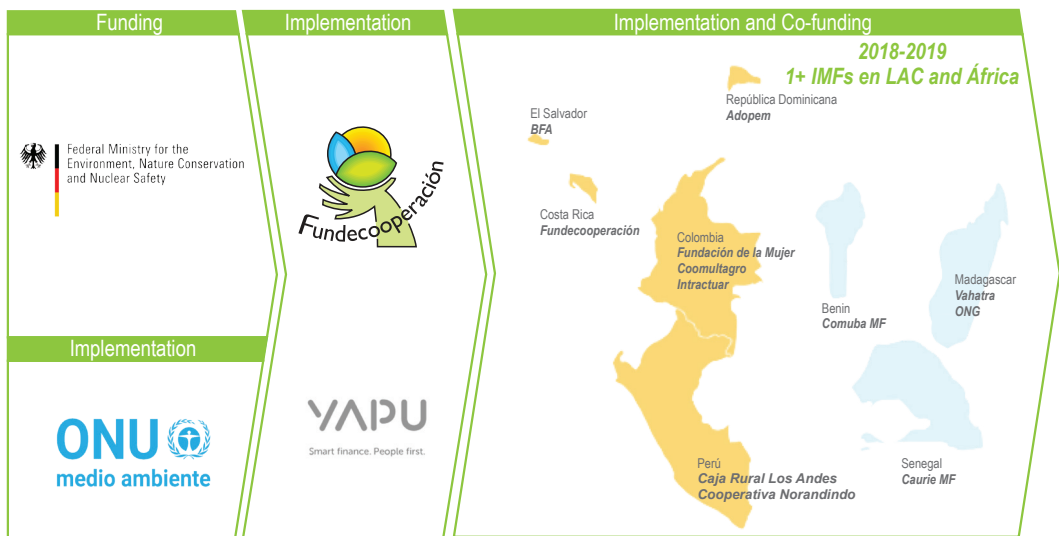 Funding
Federal Ministry for the
Environment, Nature Conservation
and Nuclear Safety
Implementation
ONU
medio ambiente
Implementation
Fundecooperación
YAPU
Smart finance. People first.
Implementation and Co-funding
2018-2019
1+ IMFs en LAC and África
El Salvador
BFA
República Dominicana
Adopem
Costa Rica
Fundecooperación
Colombia
Fundación de la Mujer
Coomultagro
Intractuar
Benin
Comuba MF
Madagascar
Vahatra
ONG
Perú
Caja Rural Los Andes
Cooperativa Norandindo
Senegal
Caurie MF